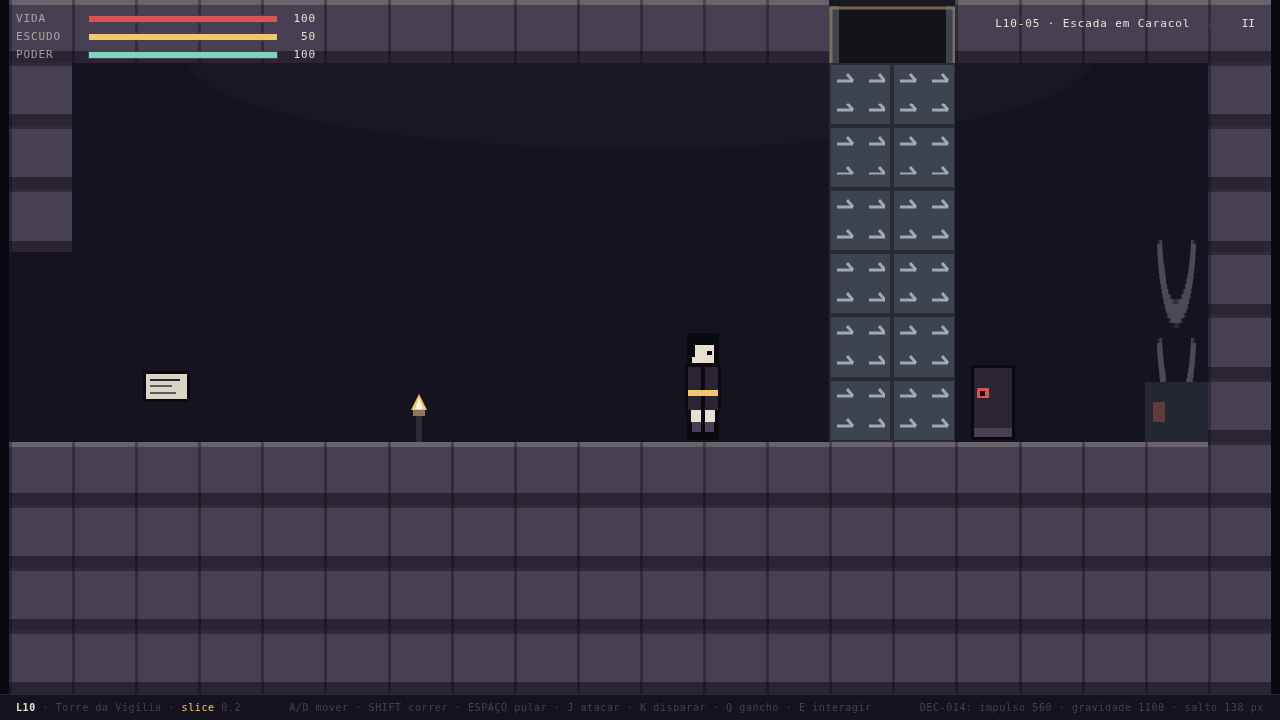 VIDA 100
ESCUDO 50
PODER 100
L10-05 · Escada em Caracol II
L10 · Torre da Vigília · slice 0.2 A/D mover · SHIFT correr · ESPAÇO pular · J atacar · K disparar · Q gancho · E interagir DEC-014: impulso 560 · gravidade 1100 · salto 138 px